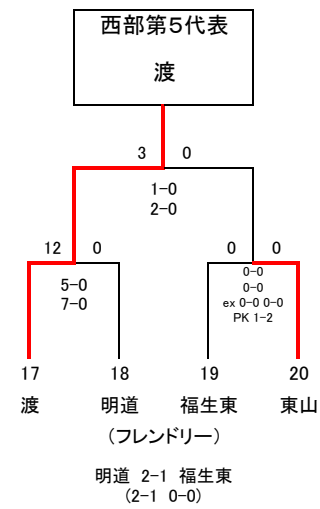 西部第5代表
渡
3 0
1-0
2-0
12 0 0 0
5-0
7-0
0-0
0-0
ex 0-0 0-0
PK 1-2
17 18 19 20
渡 明道 福生東 東山
（フレンドリー）
明道 2-1 福生東
(2-1 0-0)